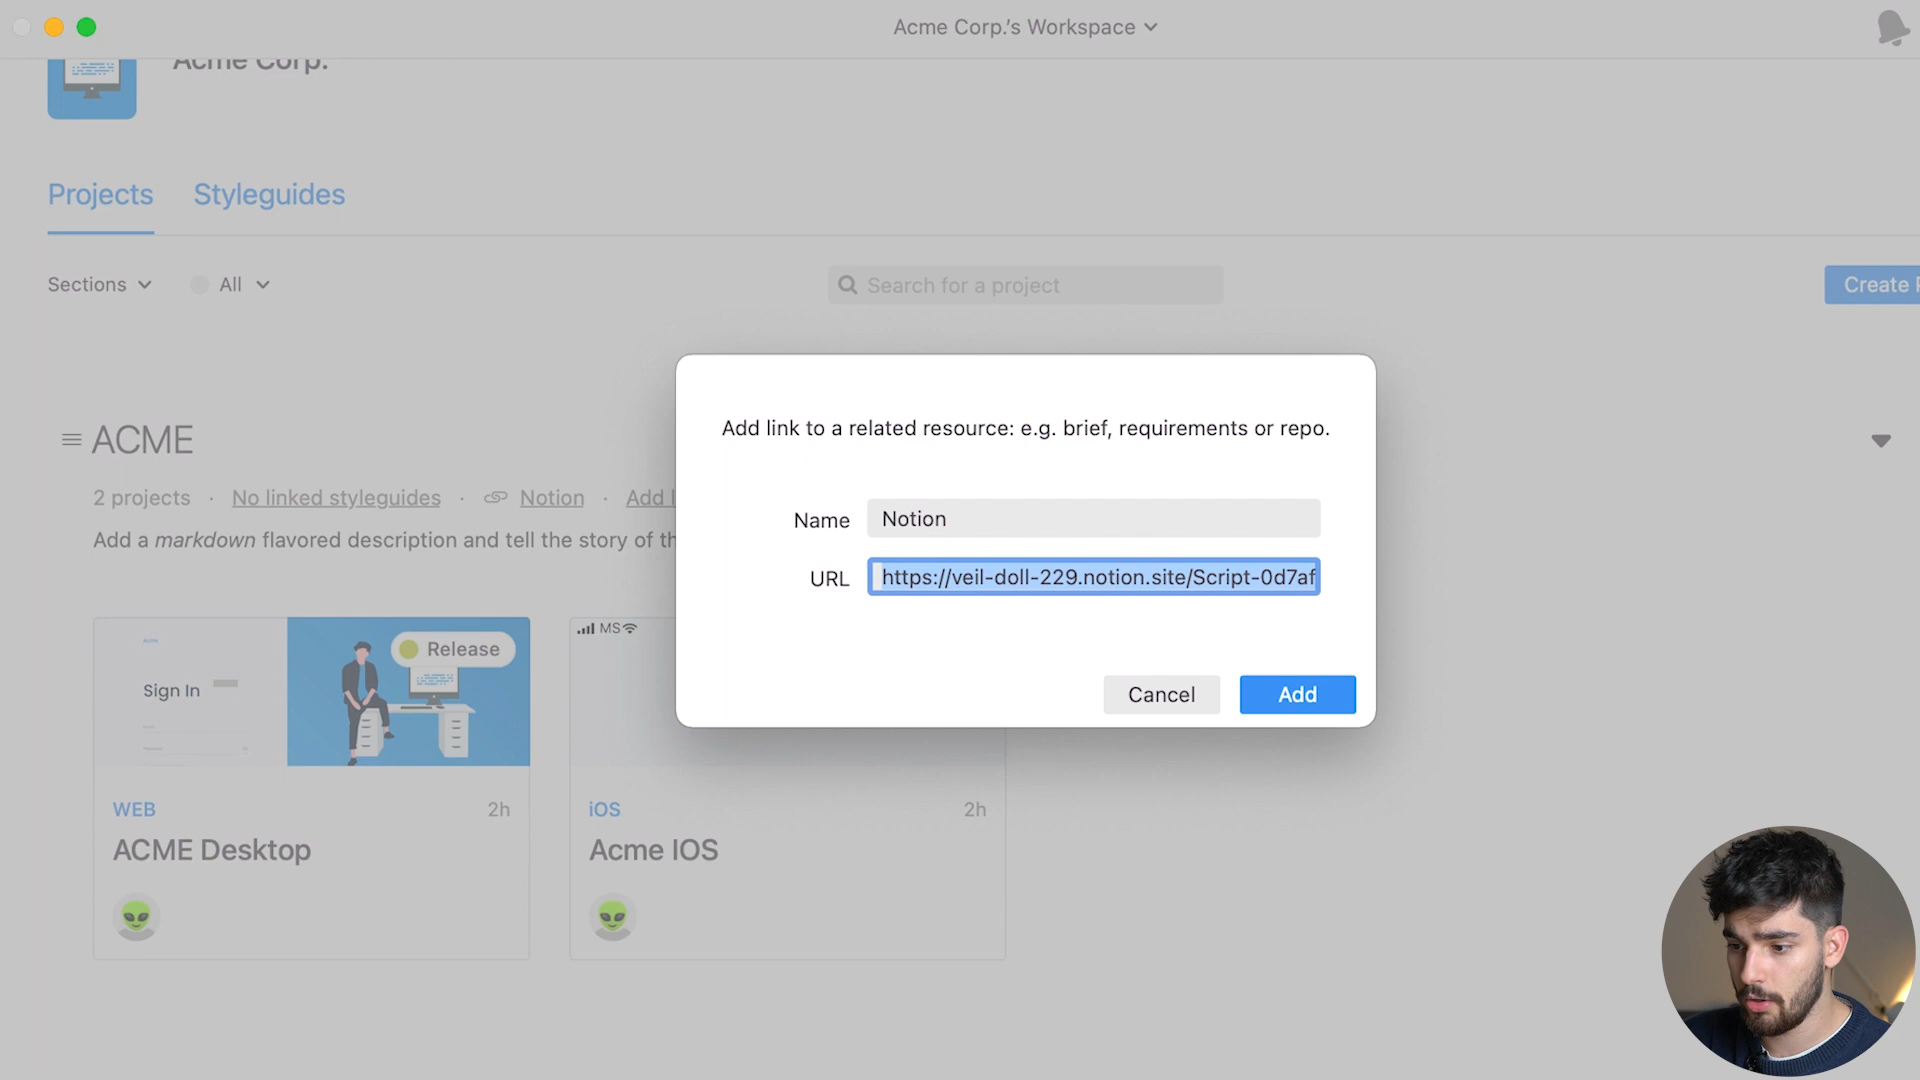 Acme Corp.'s Workspace
Acme Corp.
Projects Styleguides
Sections All Search for a project Create
Add link to a related resource: e.g. brief, requirements or repo.
ACME
2 projects · No linked styleguides · Notion · Add
Name Notion
Add a markdown flavored description and tell the story of
URL https://veil-doll-229.notion.site/Script-0d7af
Release
MS
Sign In
Cancel Add
WEB 2h
ACME Desktop
iOS 2h
Acme IOS